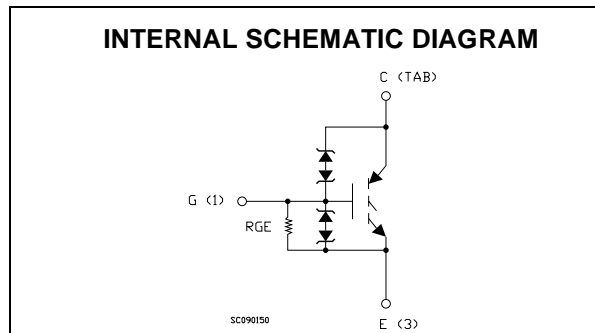 INTERNAL SCHEMATIC DIAGRAM
C (TAB)
G (1)
RGE
SC090150
E (3)